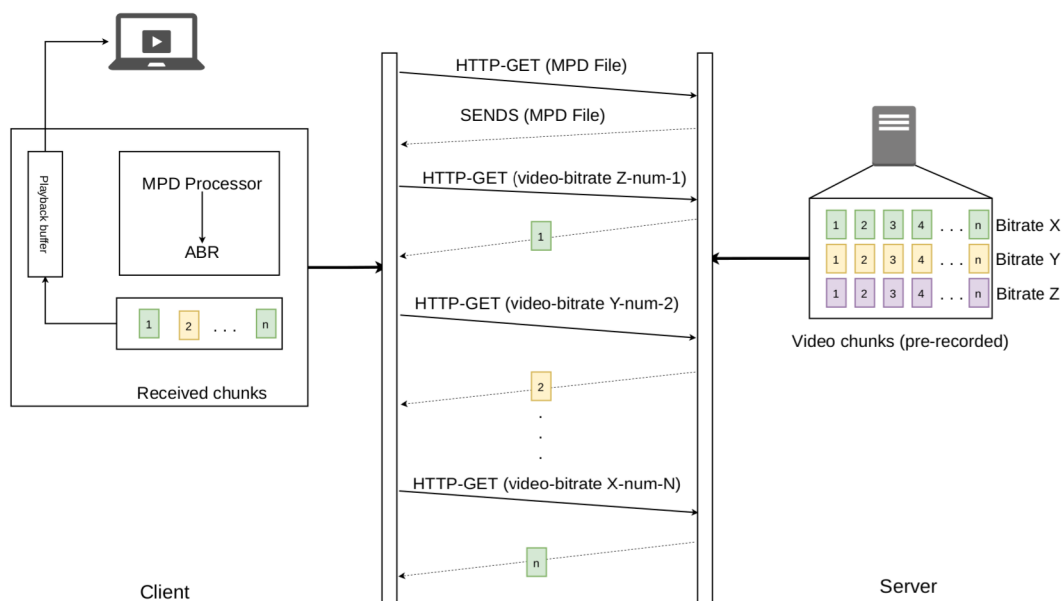 HTTP-GET (MPD File)
SENDS (MPD File)
HTTP-GET (video-bitrate Z-num-1)
1
HTTP-GET (video-bitrate Y-num-2)
2
.
.
.
HTTP-GET (video-bitrate X-num-N)
n
Playback buffer
MPD Processor
ABR
1 2 . . . n
Received chunks
Client
1 2 3 4 . . . n Bitrate X
1 2 3 4 . . . n Bitrate Y
1 2 3 4 . . . n Bitrate Z
Video chunks (pre-recorded)
Server